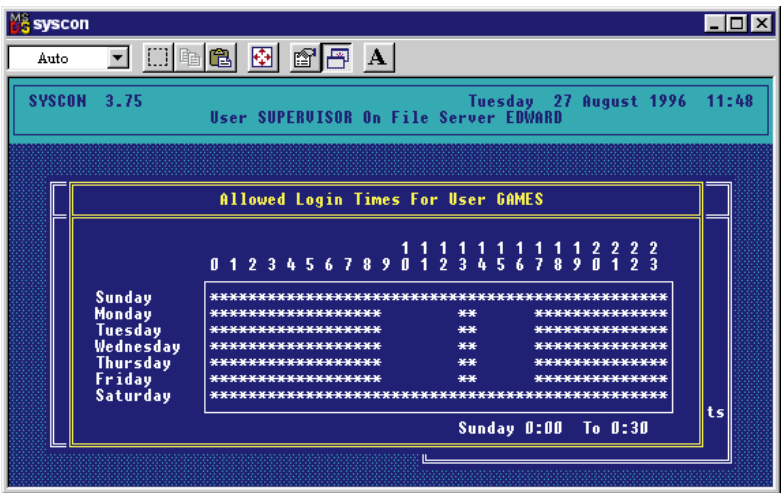 syscon
Auto
A
SYSCON 3.75 Tuesday 27 August 1996 11:48
User SUPERVISOR On File Server EDWARD
Allowed Login Times For User GAMES
1 1 1 1 1 1 1 1 1 1 2 2 2 2
0 1 2 3 4 5 6 7 8 9 0 1 2 3 4 5 6 7 8 9 0 1 2 3
Sunday ************************************************
Monday ****************** ** **************
Tuesday ****************** ** **************
Wednesday ****************** ** **************
Thursday ****************** ** **************
Friday ****************** ** **************
Saturday ************************************************
ts
Sunday 0:00 To 0:30